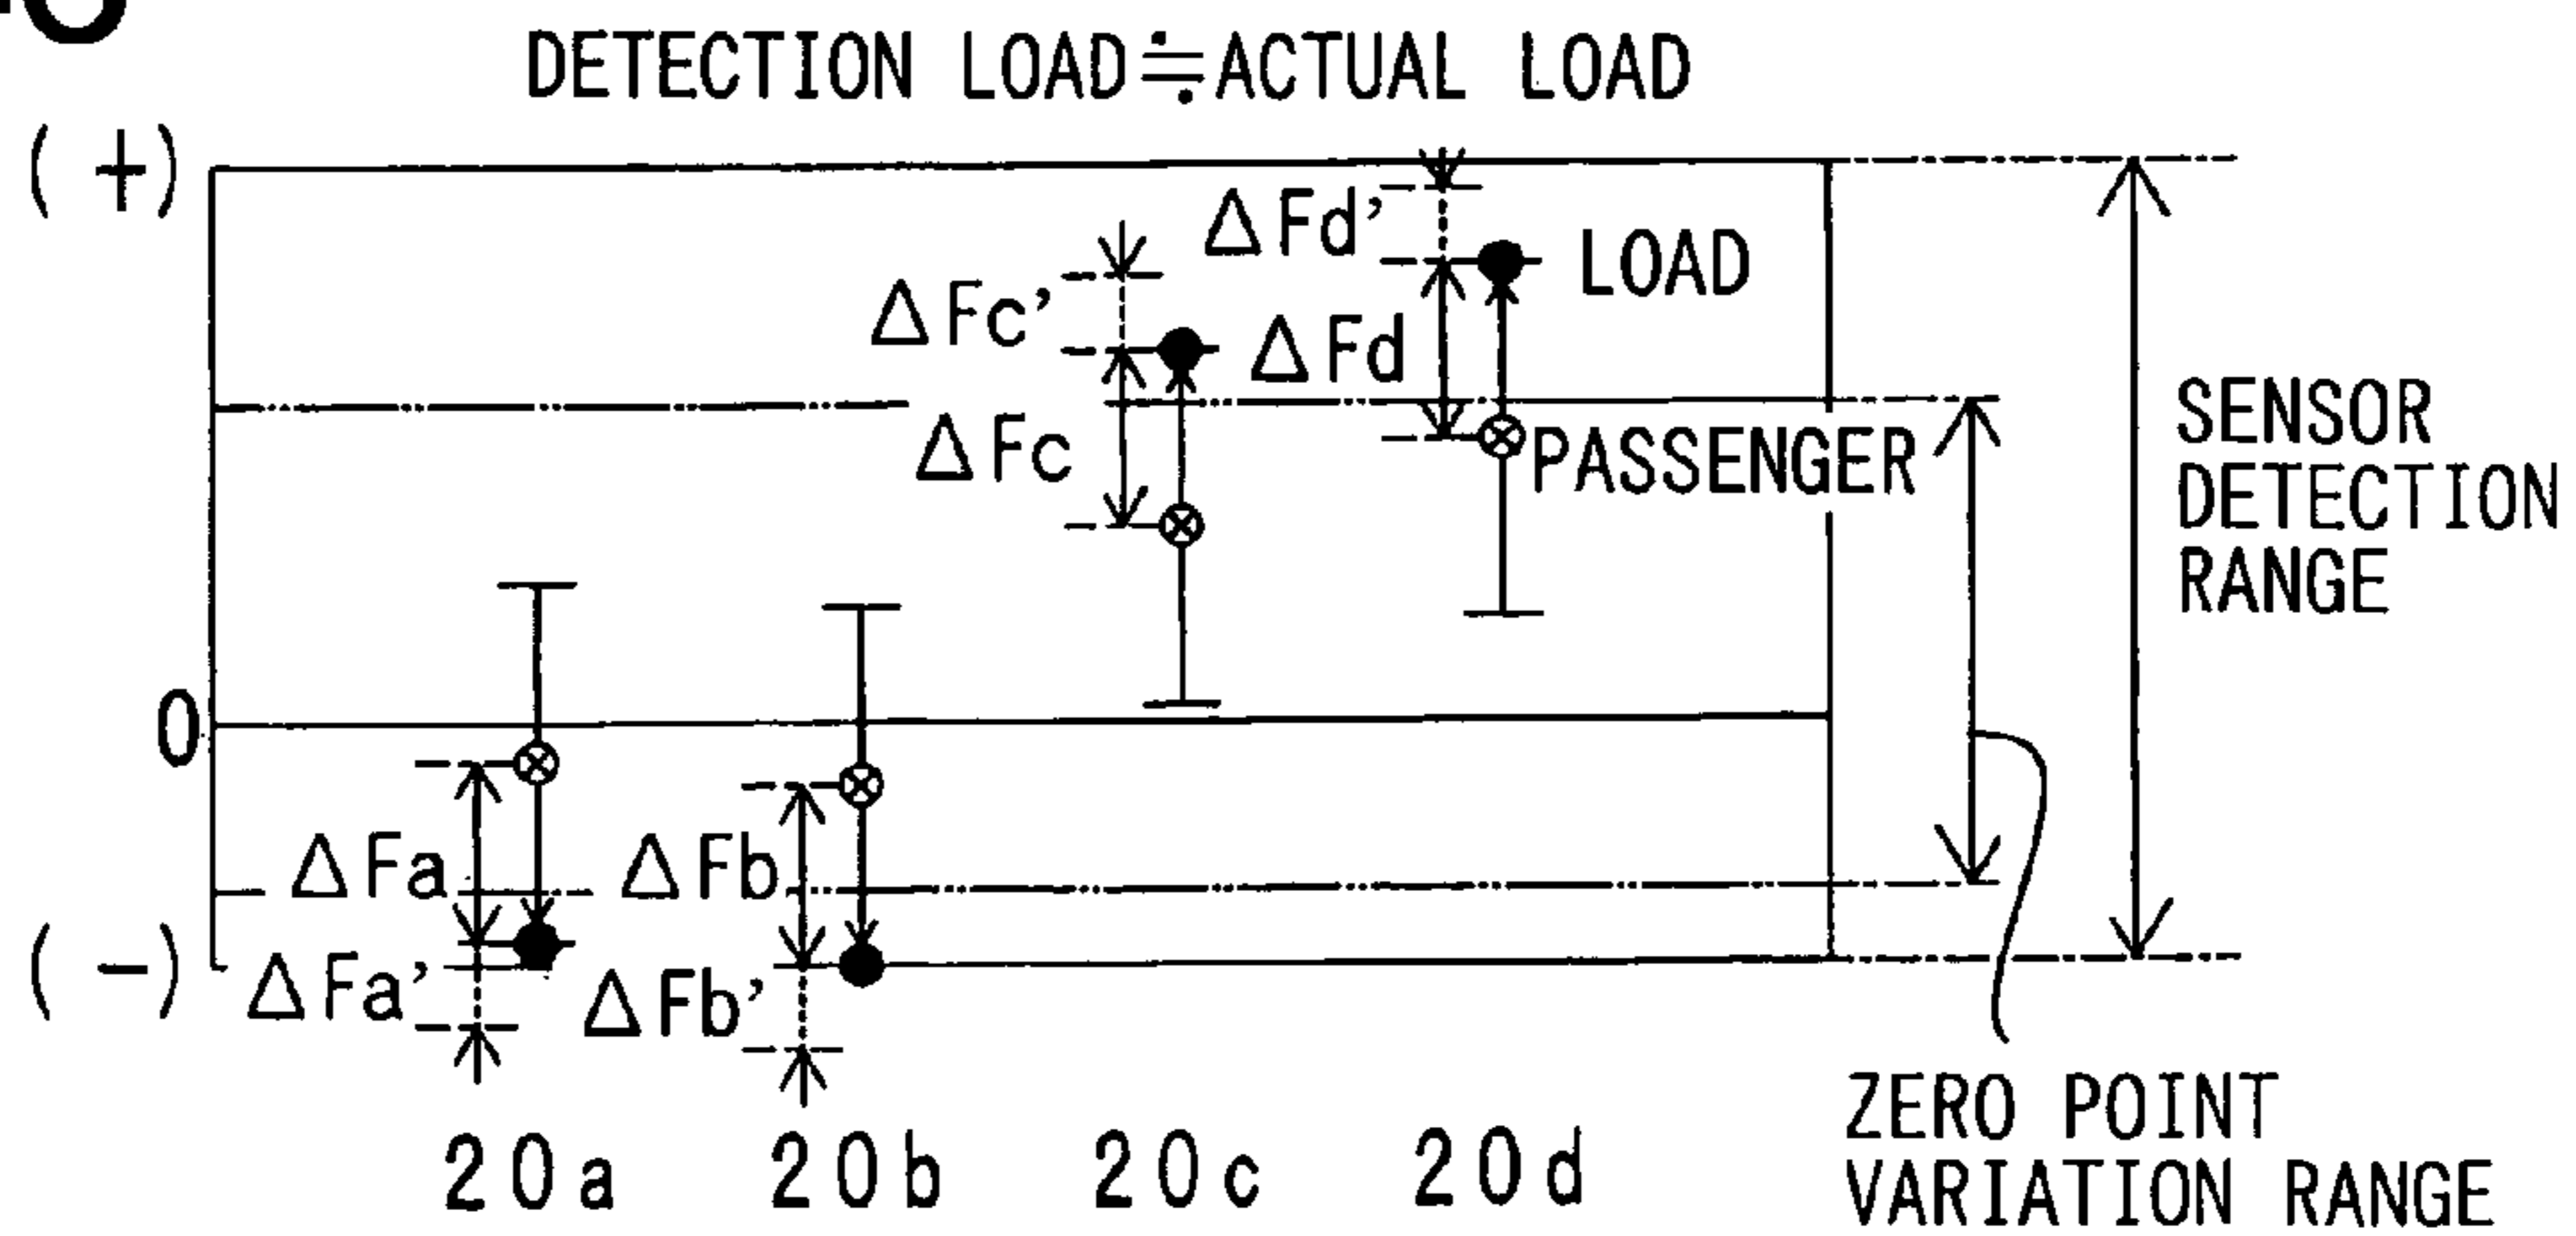 DETECTION LOAD≒ACTUAL LOAD
(+)
ΔFd'
LOAD
ΔFc'
ΔFd
SENSOR
DETECTION
RANGE
ΔFc
PASSENGER
0
ΔFa
ΔFb
(-)
ΔFa'
ΔFb'
20a
20b
20c
20d
ZERO POINT
VARIATION RANGE